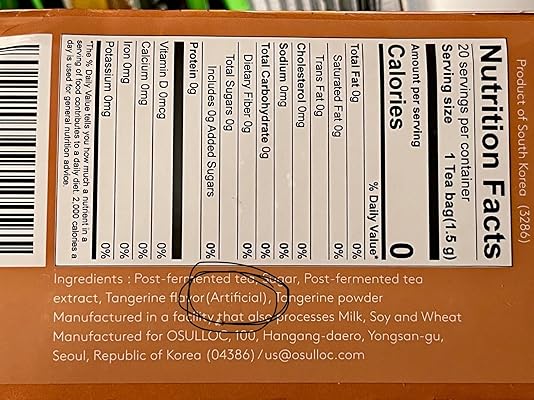 Product of South Korea (3286)
Nutrition Facts
20 servings per container
Serving size 1 Tea bag(1.5 g)
Amount per serving
Calories 0
% Daily Value*
Total Fat 0g 0%
Saturated Fat 0g 0%
Trans Fat 0g
Cholesterol 0mg 0%
Sodium 0mg 0%
Total Carbohydrate 0g 0%
Dietary Fiber 0g 0%
Total Sugars 0g
Includes 0g Added Sugars 0%
Protein 0g
Vitamin D 0mcg 0%
Calcium 0mg 0%
Iron 0mg 0%
Potassium 0mg 0%
The % Daily Value tells you how much a nutrient in a
serving of food contributes to a daily diet. 2,000 calories a
day is used for general nutrition advice.
Ingredients : Post-fermented tea, Sugar, Post-fermented tea
extract, Tangerine flavor(Artificial), Tangerine powder
Manufactured in a facility that also processes Milk, Soy and Wheat
Manufactured for OSULLOC, 100, Hangang-daero, Yongsan-gu,
Seoul, Republic of Korea (04386)/us@osulloc.com